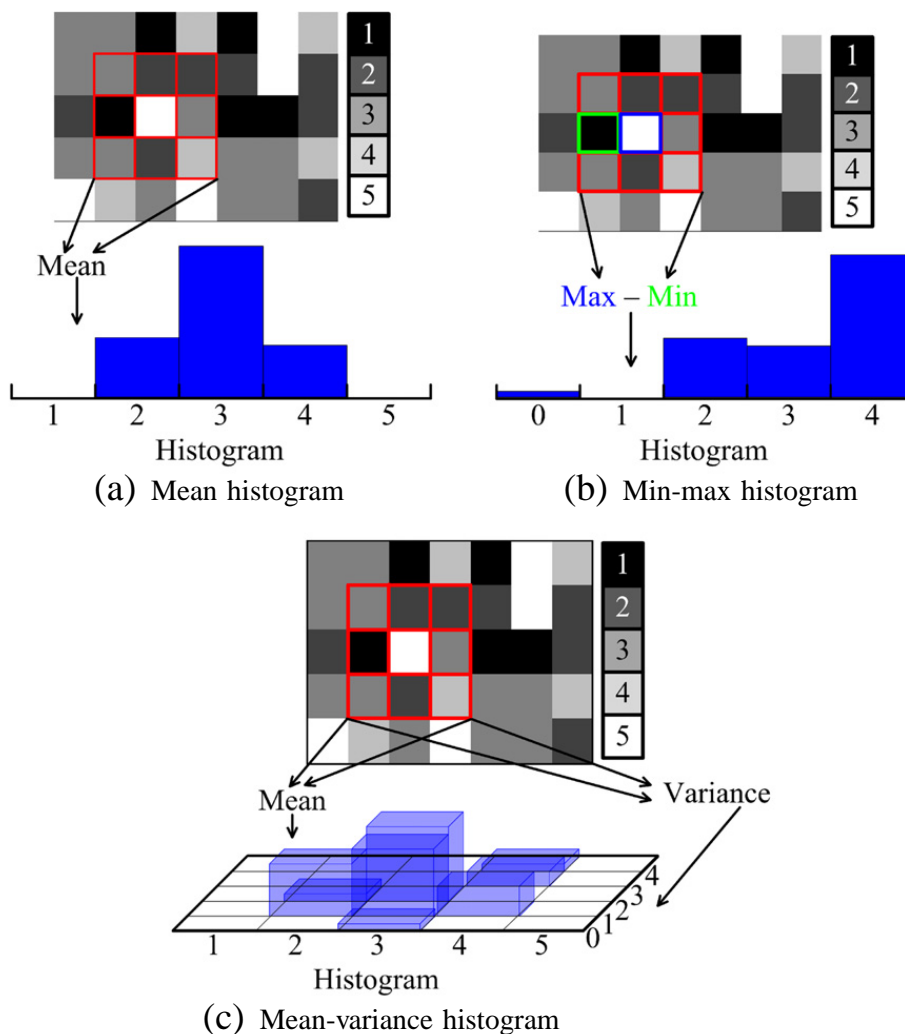 1
2
3
4
5
Mean
1 2 3 4 5
Histogram
(a) Mean histogram
1
2
3
4
5
Max – Min
0 1 2 3 4
Histogram
(b) Min-max histogram
1
2
3
4
5
Mean
Variance
4
3
2
1
0
1 2 3 4 5
Histogram
(c) Mean-variance histogram